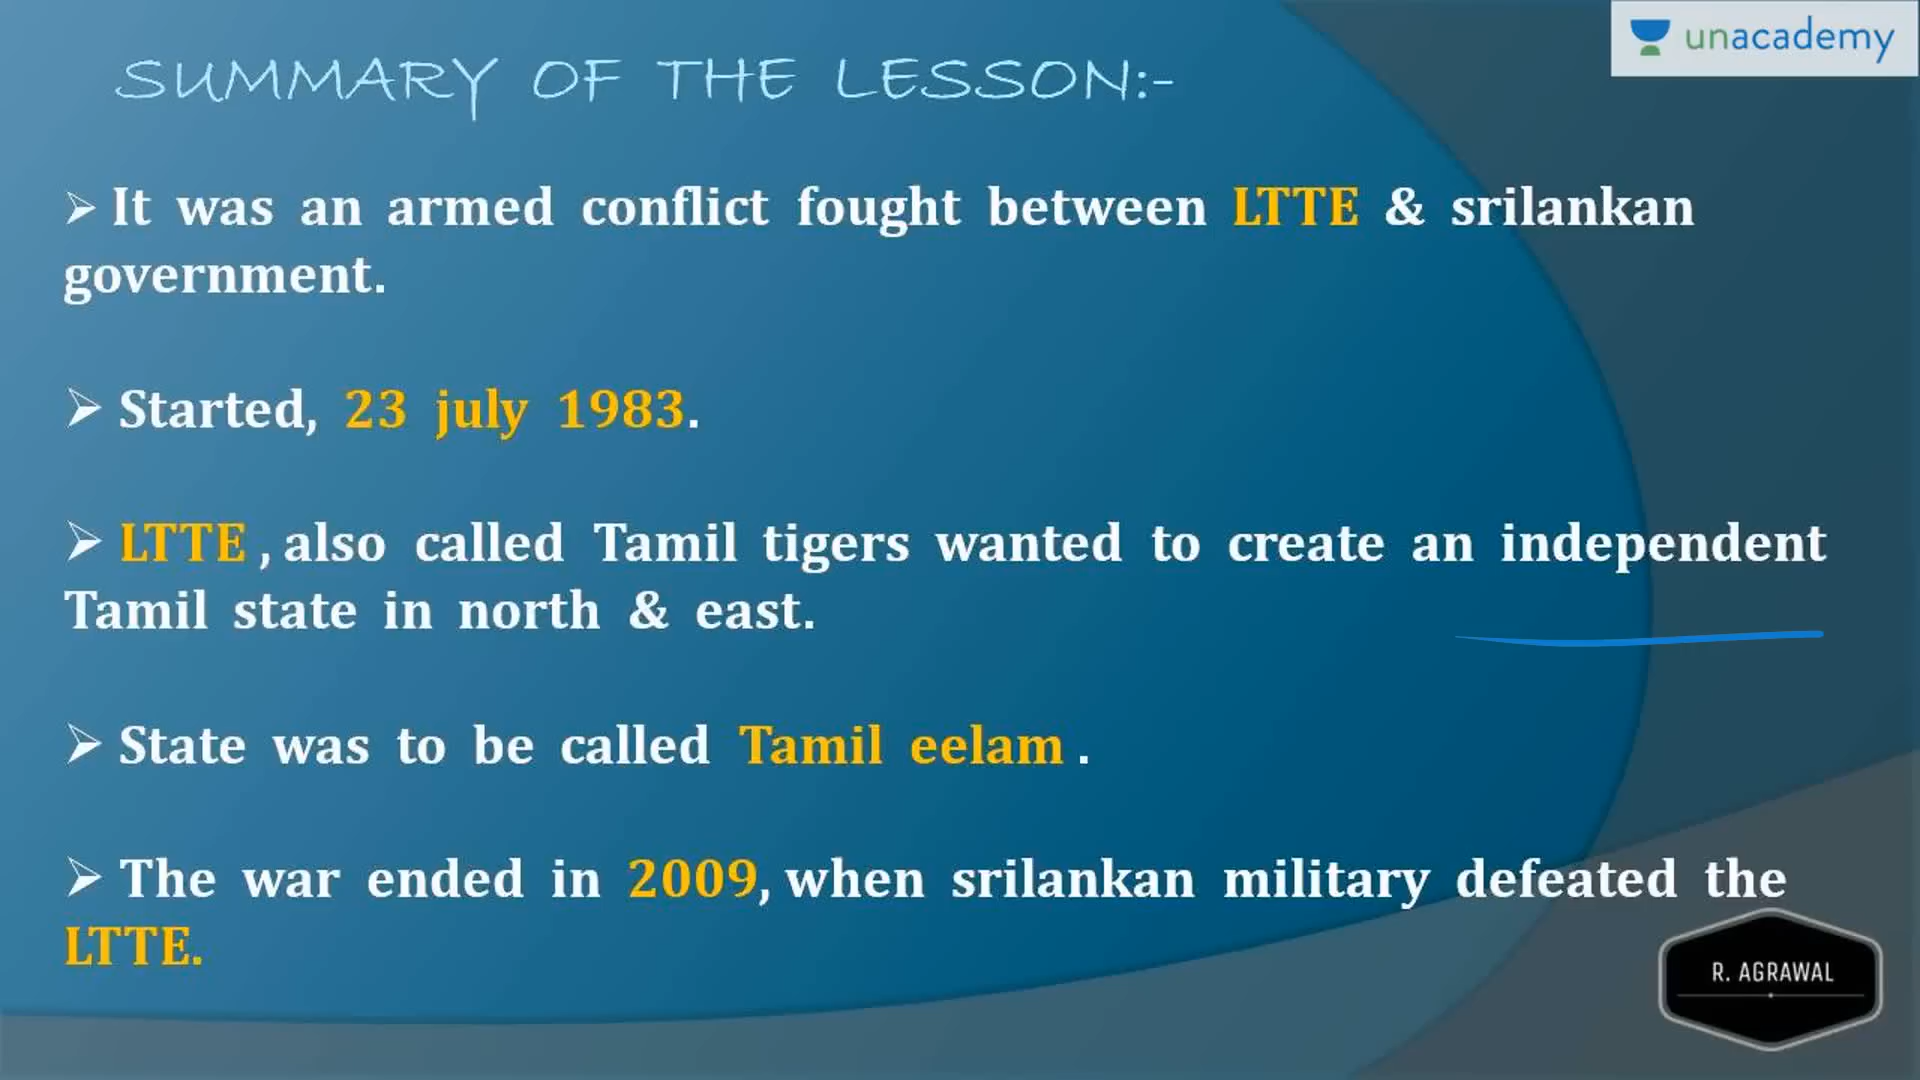 unacademy
SUMMARY OF THE LESSON:-
➢ It was an armed conflict fought between LTTE & srilankan
government.
➢ Started, 23 july 1983.
➢ LTTE , also called Tamil tigers wanted to create an independent
Tamil state in north & east.
➢ State was to be called Tamil eelam .
➢ The war ended in 2009, when srilankan military defeated the
LTTE.
R. AGRAWAL